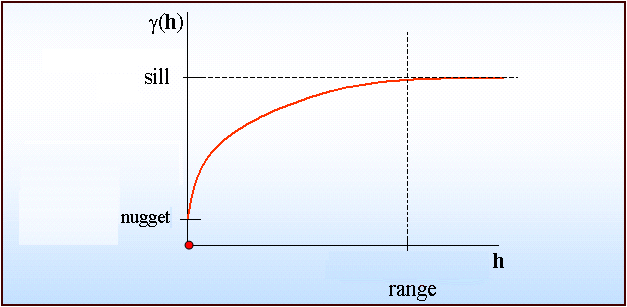 γ(h)
sill
nugget
h
range